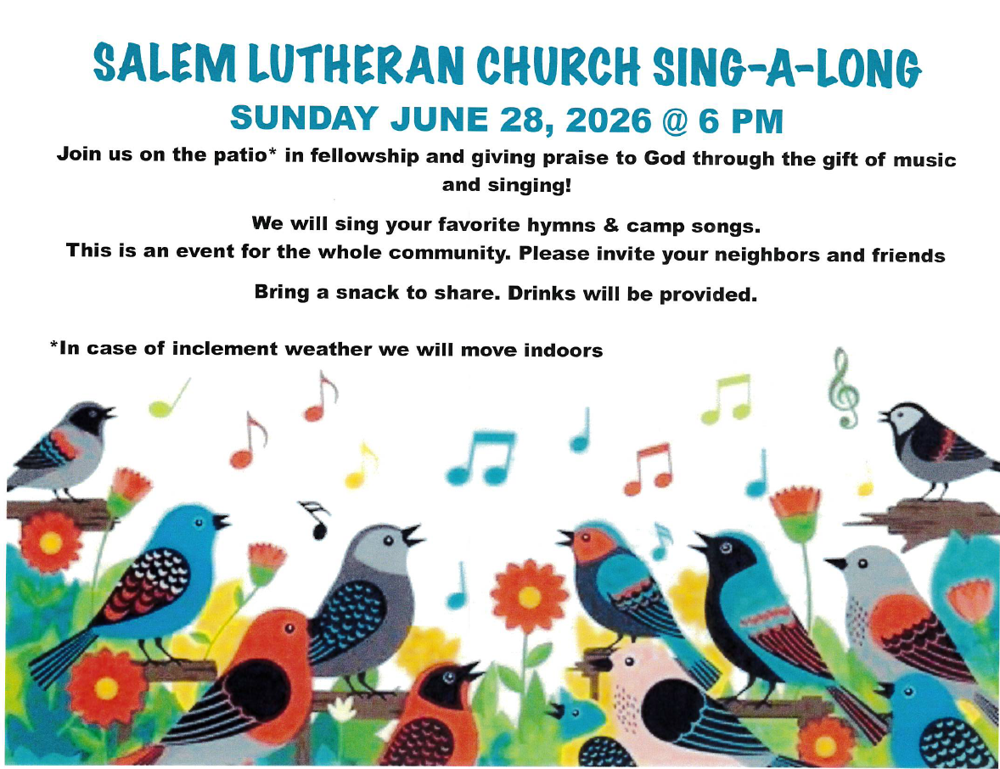 SALEM LUTHERAN CHURCH SING-A-LONG
SUNDAY JUNE 28, 2026 @ 6 PM
Join us on the patio* in fellowship and giving praise to God through the gift of music
and singing!
We will sing your favorite hymns & camp songs.
This is an event for the whole community. Please invite your neighbors and friends
Bring a snack to share. Drinks will be provided.
*In case of inclement weather we will move indoors